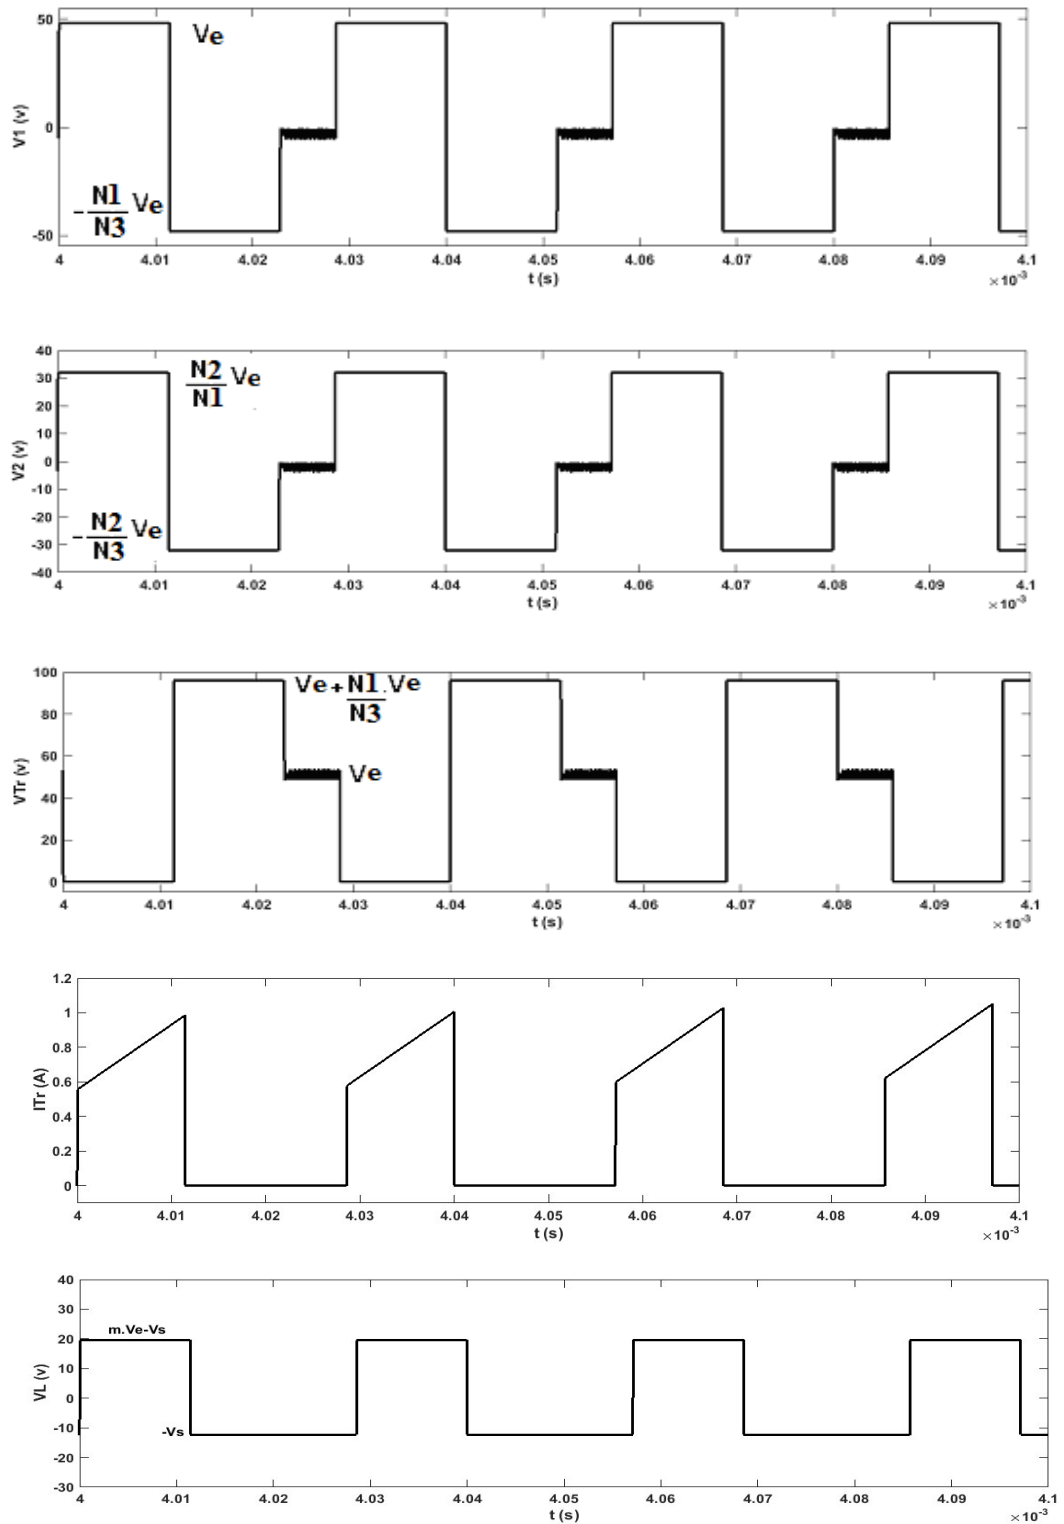 50
Ve
V1 (v)
0
-N1/N3 Ve
-50
4 4.01 4.02 4.03 4.04 4.05 4.06 4.07 4.08 4.09 4.1
t (s)
×10⁻³
40
N2/N1 Ve
30
20
10
V2 (v)
0
-10
-20
-N2/N3 Ve
-30
-40
4 4.01 4.02 4.03 4.04 4.05 4.06 4.07 4.08 4.09 4.1
t (s)
×10⁻³
100
Ve+N1/N3.Ve
80
60
Ve
VTr (v)
40
20
0
4 4.01 4.02 4.03 4.04 4.05 4.06 4.07 4.08 4.09 4.1
t (s)
×10⁻³
1.2
1
0.8
0.6
ITr (A)
0.4
0.2
0
4 4.01 4.02 4.03 4.04 4.05 4.06 4.07 4.08 4.09 4.1
t (s)
×10⁻³
40
30
m.Ve-Vs
20
10
VL (v)
0
-10
-Vs
-20
-30
4 4.01 4.02 4.03 4.04 4.05 4.06 4.07 4.08 4.09 4.1
t (s)
×10⁻³